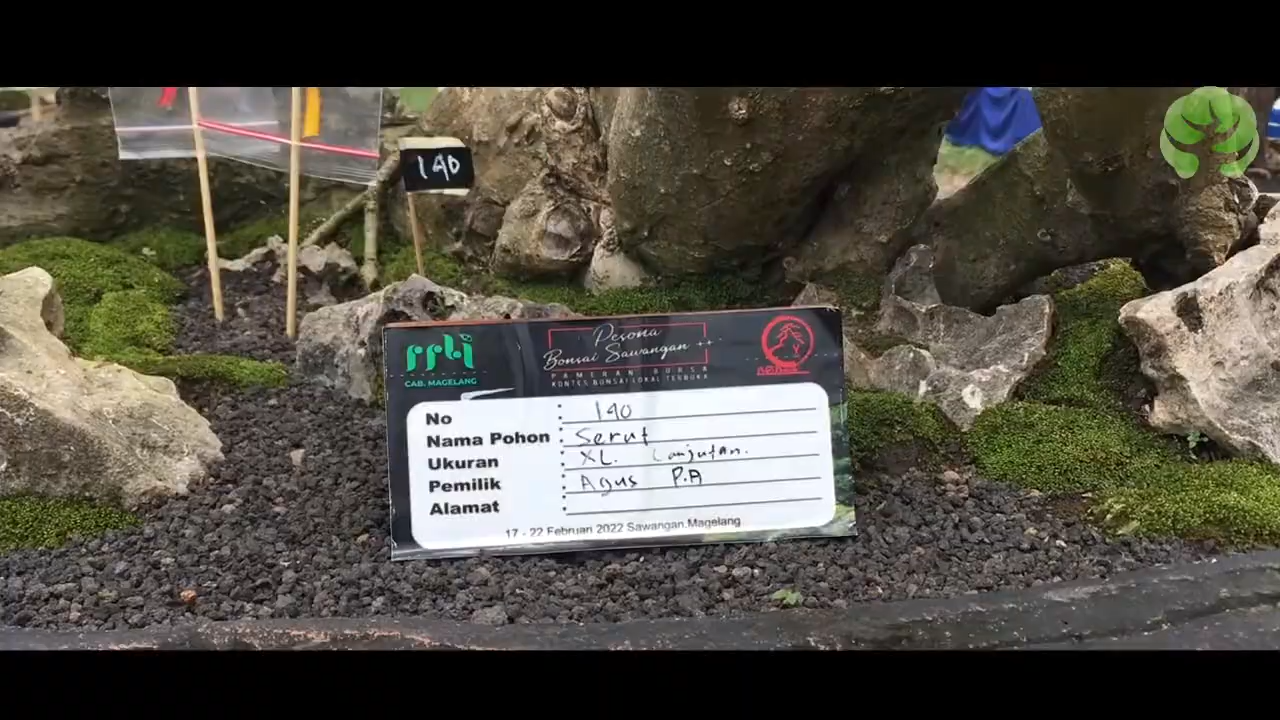 140
rrbi
CAB. MAGELANG
Pesona
Bonsai Sawangan
PAMERAN BURSA
KONTES BONSAI LOKAL TERBUKA
No : 140
Nama Pohon : Serut
Ukuran : XL. Lanjutan.
Pemilik : Agus P.A
Alamat :
17 - 22 Februari 2022 Sawangan.Magelang